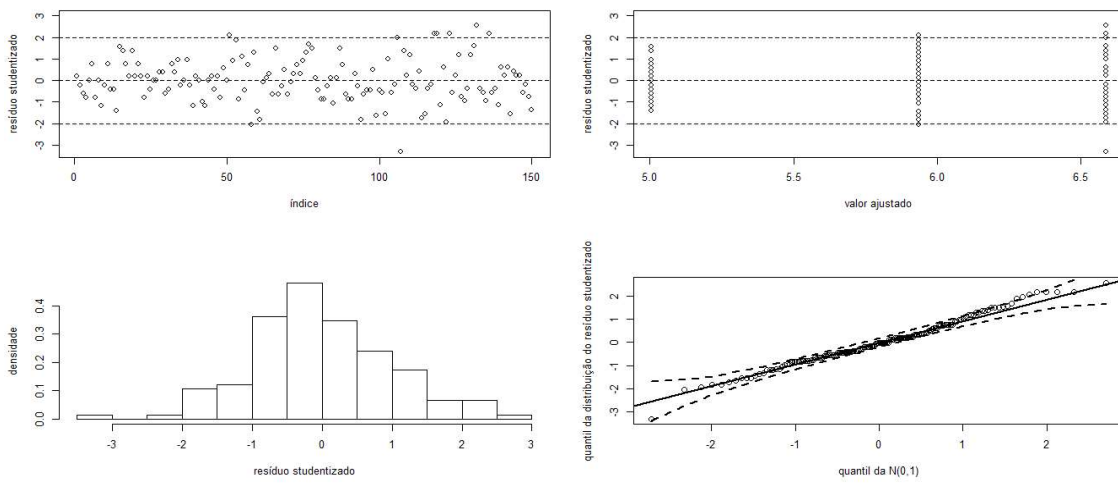 resíduo studentizado
3
2
1
0
-1
-2
-3
0 50 100 150
índice
resíduo studentizado
3
2
1
0
-1
-2
-3
5.0 5.5 6.0 6.5
valor ajustado
densidade
0.4
0.3
0.2
0.1
0.0
-3 -2 -1 0 1 2 3
resíduo studentizado
quantil da distribuição do resíduo studentizado
2
1
0
-1
-2
-3
-2 -1 0 1 2
quantil da N(0,1)